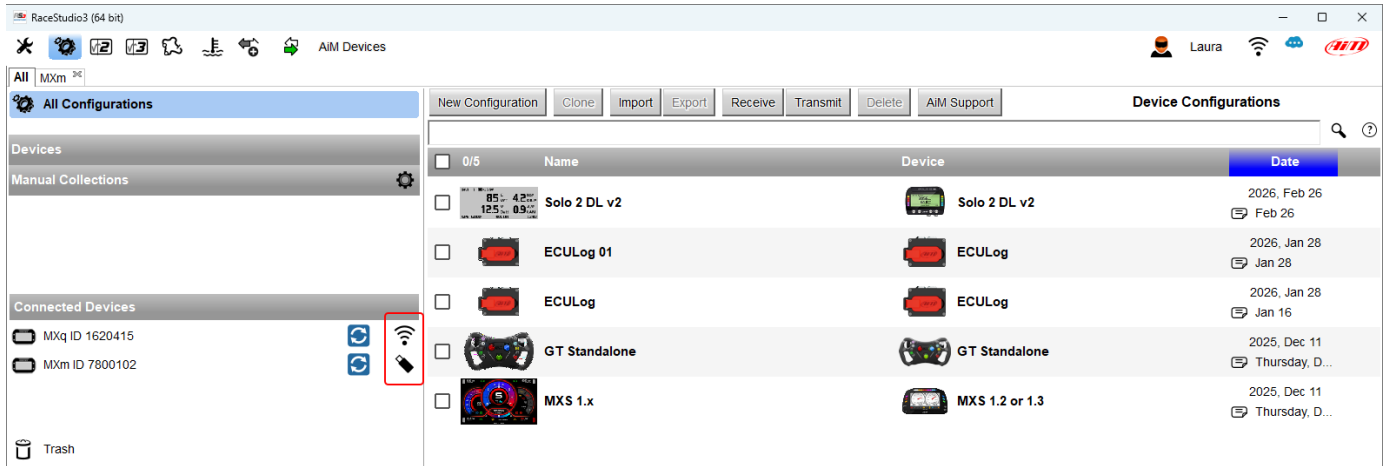 RaceStudio3 (64 bit)
AiM Devices
Laura
AiM
All MXm
All Configurations
New Configuration Clone Import Export Receive Transmit Delete AiM Support Device Configurations
Devices
Manual Collections
0/5 Name Device Date
Solo 2 DL v2 Solo 2 DL v2 2026, Feb 26
Feb 26
ECULog 01 ECULog 2026, Jan 28
Jan 28
Connected Devices
ECULog ECULog 2026, Jan 28
Jan 16
MXq ID 1620415
MXm ID 7800102
GT Standalone GT Standalone 2025, Dec 11
Thursday, D...
MXS 1.x MXS 1.2 or 1.3 2025, Dec 11
Thursday, D...
Trash